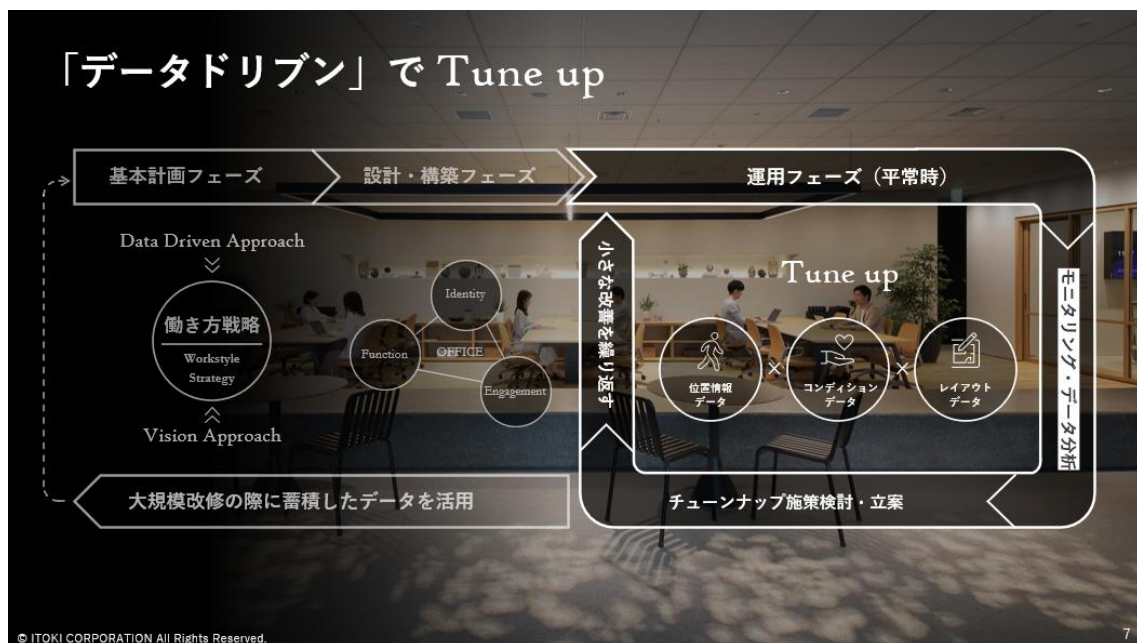 「データドリブン」で Tune up
基本計画フェーズ
設計・構築フェーズ
運用フェーズ（平常時）
Data Driven Approach
働き方戦略
Workstyle
Strategy
Vision Approach
Identity
Function
OFFICE
Engagement
小さな改善を繰り返す
Tune up
位置情報
データ
×
コンディション
データ
×
レイアウト
データ
モニタリング・データ分析
大規模改修の際に蓄積したデータを活用
チューンナップ施策検討・立案
© ITOKI CORPORATION All Rights Reserved.
7